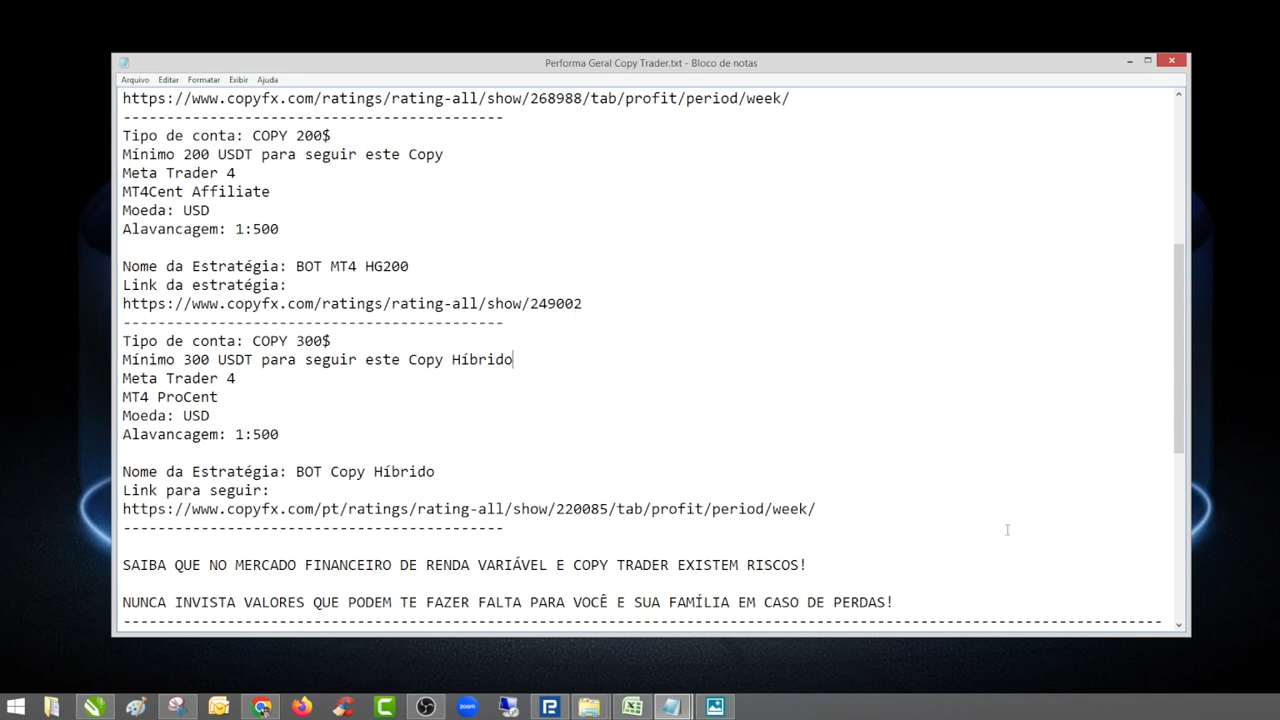 Performa Geral Copy Trader.txt - Bloco de notas
Arquivo Editar Formatar Exibir Ajuda
https://www.copyfx.com/ratings/rating-all/show/268988/tab/profit/period/week/
--------------------------------------------
Tipo de conta: COPY 200$
Mínimo 200 USDT para seguir este Copy
Meta Trader 4
MT4Cent Affiliate
Moeda: USD
Alavancagem: 1:500
Nome da Estratégia: BOT MT4 HG200
Link da estratégia:
https://www.copyfx.com/ratings/rating-all/show/249002
--------------------------------------------
Tipo de conta: COPY 300$
Mínimo 300 USDT para seguir este Copy Híbrido
Meta Trader 4
MT4 ProCent
Moeda: USD
Alavancagem: 1:500
Nome da Estratégia: BOT Copy Híbrido
Link para seguir:
https://www.copyfx.com/pt/ratings/rating-all/show/220085/tab/profit/period/week/
--------------------------------------------
SAIBA QUE NO MERCADO FINANCEIRO DE RENDA VARIÁVEL E COPY TRADER EXISTEM RISCOS!
NUNCA INVISTA VALORES QUE PODEM TE FAZER FALTA PARA VOCÊ E SUA FAMÍLIA EM CASO DE PERDAS!
------------------------------------------------------------------------------------------------------------------------
zoom